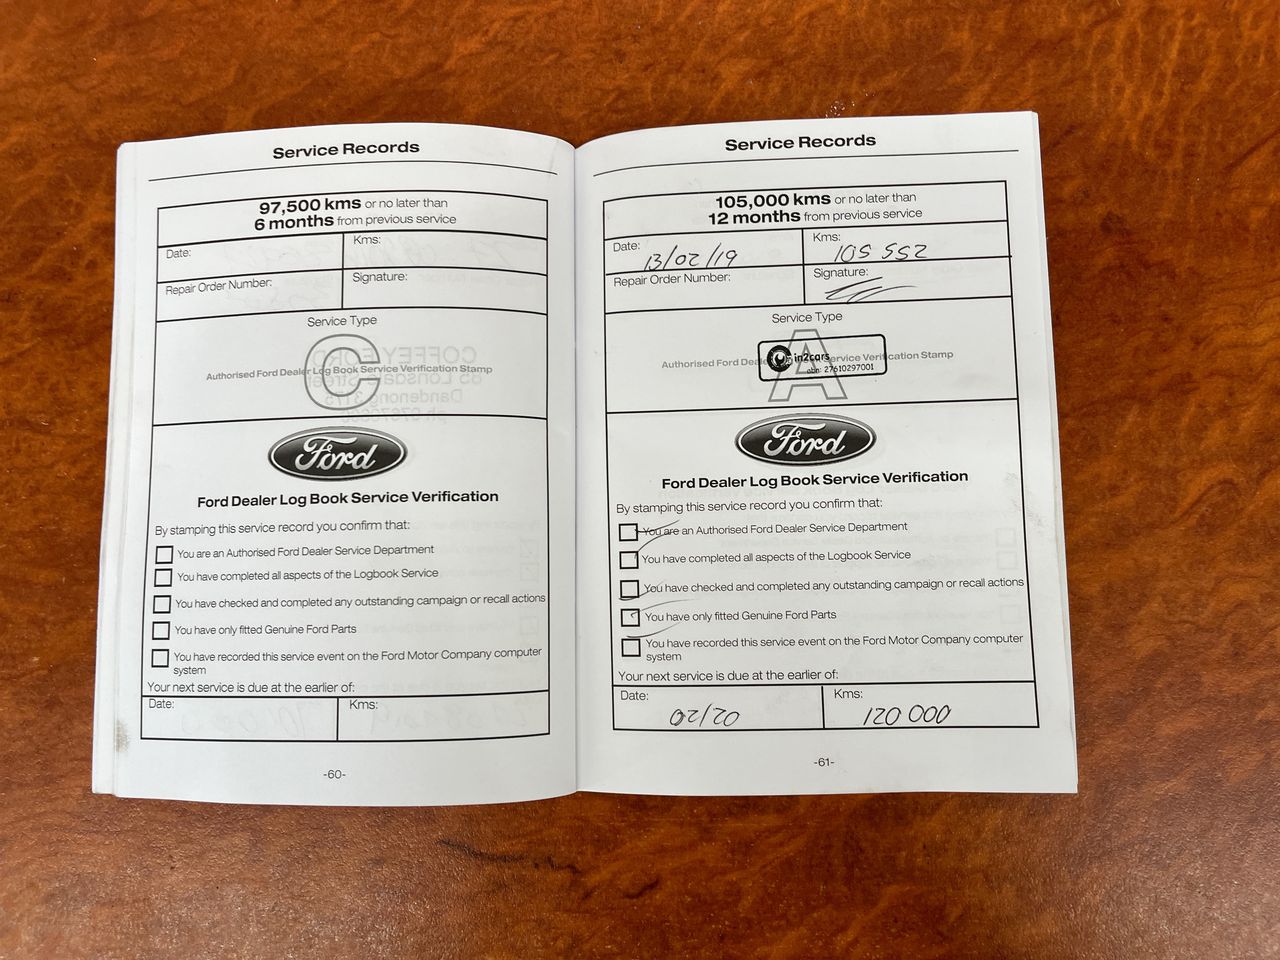 Service Records
97,500 kms or no later than
6 months from previous service
Date:
Kms:
Repair Order Number:
Signature:
Service Type
C
Authorised Ford Dealer Log Book Service Verification Stamp
Ford
Ford Dealer Log Book Service Verification
By stamping this service record you confirm that:
You are an Authorised Ford Dealer Service Department
You have completed all aspects of the Logbook Service
You have checked and completed any outstanding campaign or recall actions
You have only fitted Genuine Ford Parts
You have recorded this service event on the Ford Motor Company computer
system
Your next service is due at the earlier of:
Date:
Kms:
-60-
Service Records
105,000 kms or no later than
12 months from previous service
Date: 13/02/19
Kms: 105 552
Repair Order Number:
Signature:
Service Type
A
Authorised Ford Dealer Service Verification Stamp
in2cars
abn: 27610297001
Ford
Ford Dealer Log Book Service Verification
By stamping this service record you confirm that:
You are an Authorised Ford Dealer Service Department
You have completed all aspects of the Logbook Service
You have checked and completed any outstanding campaign or recall actions
You have only fitted Genuine Ford Parts
You have recorded this service event on the Ford Motor Company computer
system
Your next service is due at the earlier of:
Date: 02/20
Kms: 120 000
-61-